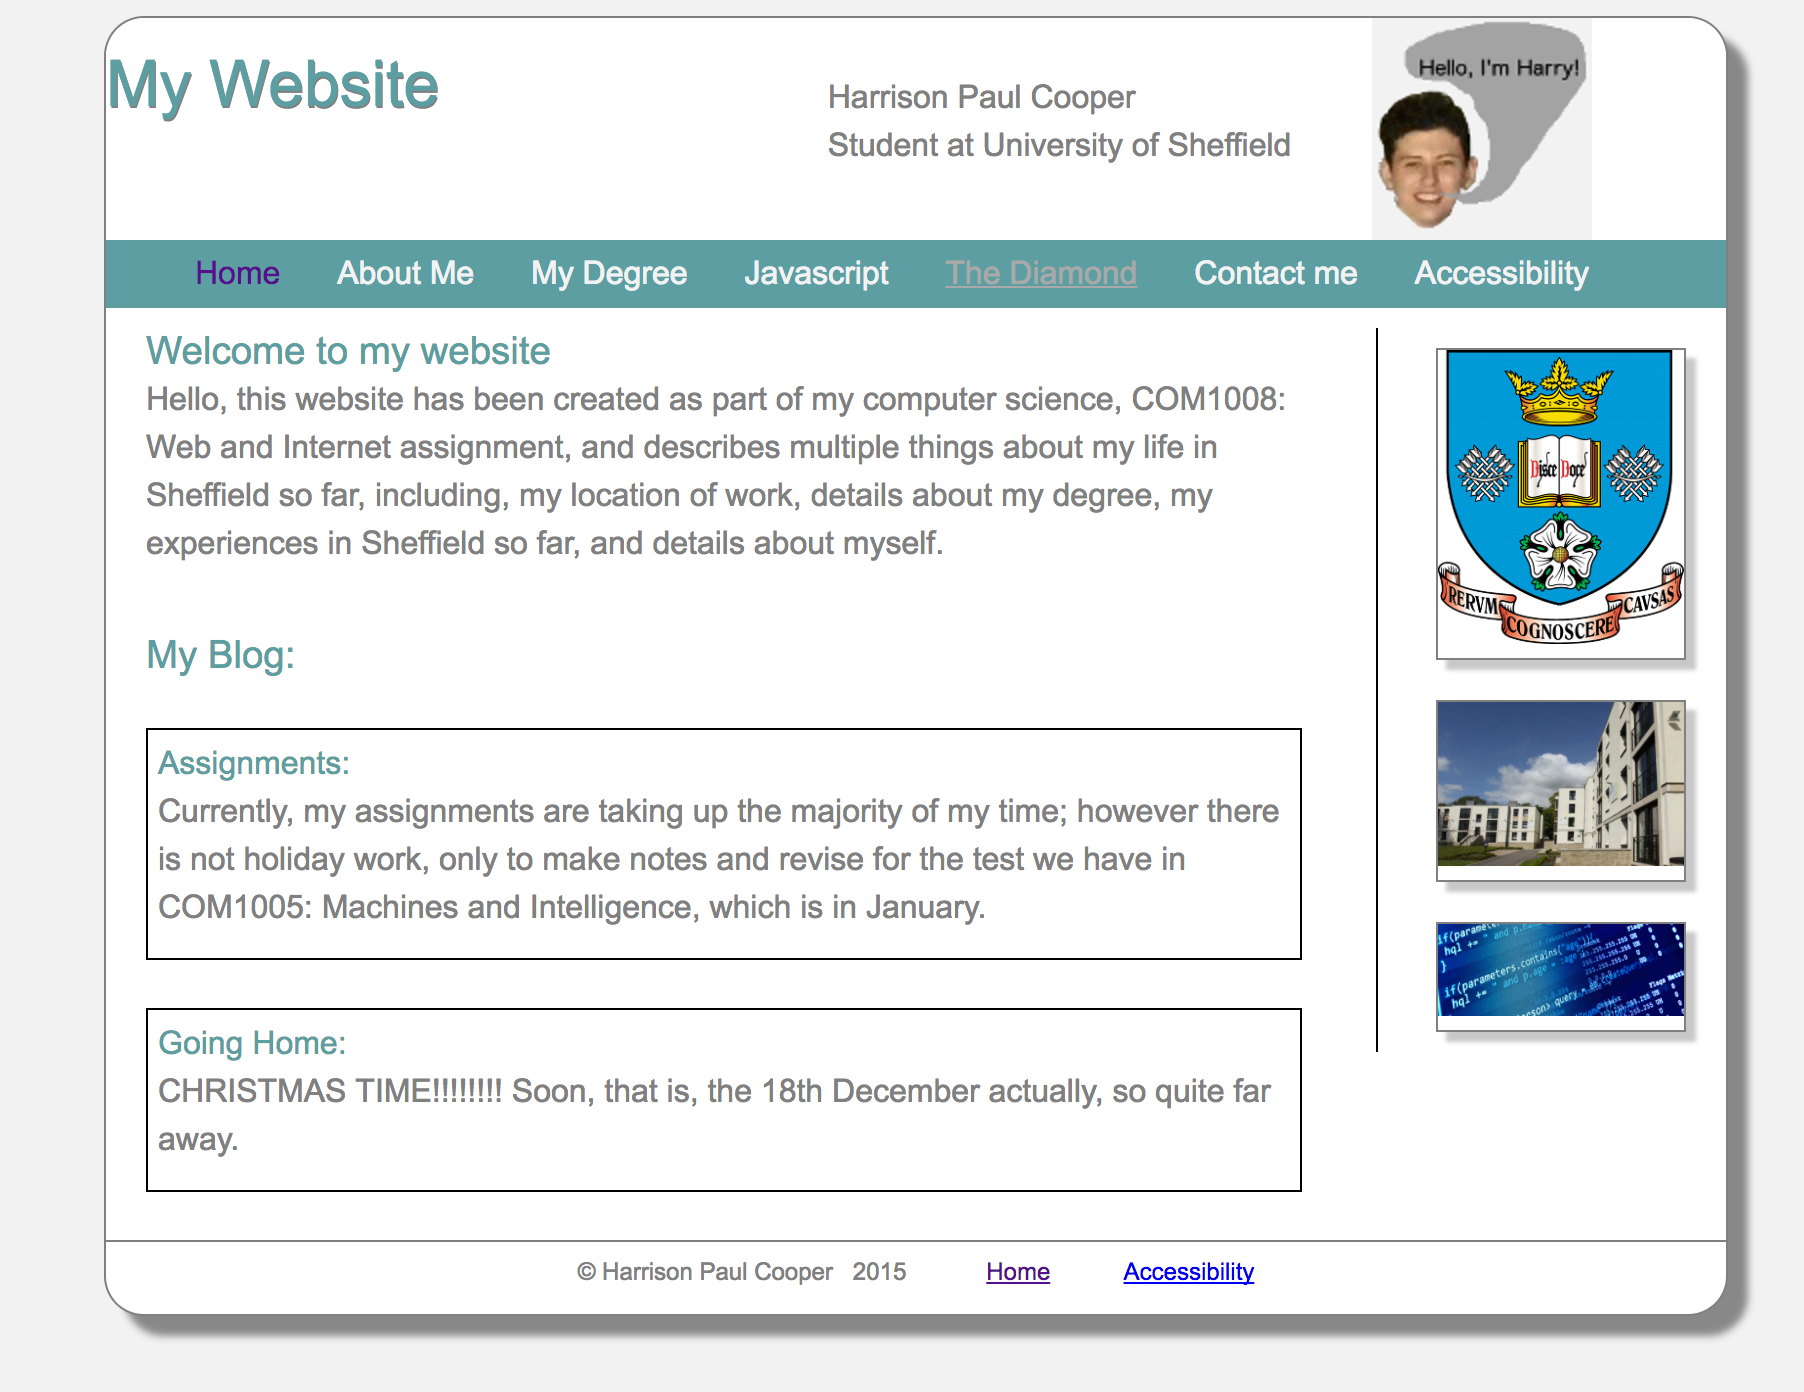 My Website
Harrison Paul Cooper
Student at University of Sheffield
Hello, I'm Harry!
Home About Me My Degree Javascript The Diamond Contact me Accessibility
Welcome to my website
Hello, this website has been created as part of my computer science, COM1008:
Web and Internet assignment, and describes multiple things about my life in
Sheffield so far, including, my location of work, details about my degree, my
experiences in Sheffield so far, and details about myself.
My Blog:
Assignments:
Currently, my assignments are taking up the majority of my time; however there
is not holiday work, only to make notes and revise for the test we have in
COM1005: Machines and Intelligence, which is in January.
Going Home:
CHRISTMAS TIME!!!!!!!! Soon, that is, the 18th December actually, so quite far
away.
Disce Doce
RERVM
COGNOSCERE
CAVSAS
if(parameters.contains("age")){
© Harrison Paul Cooper 2015 Home Accessibility